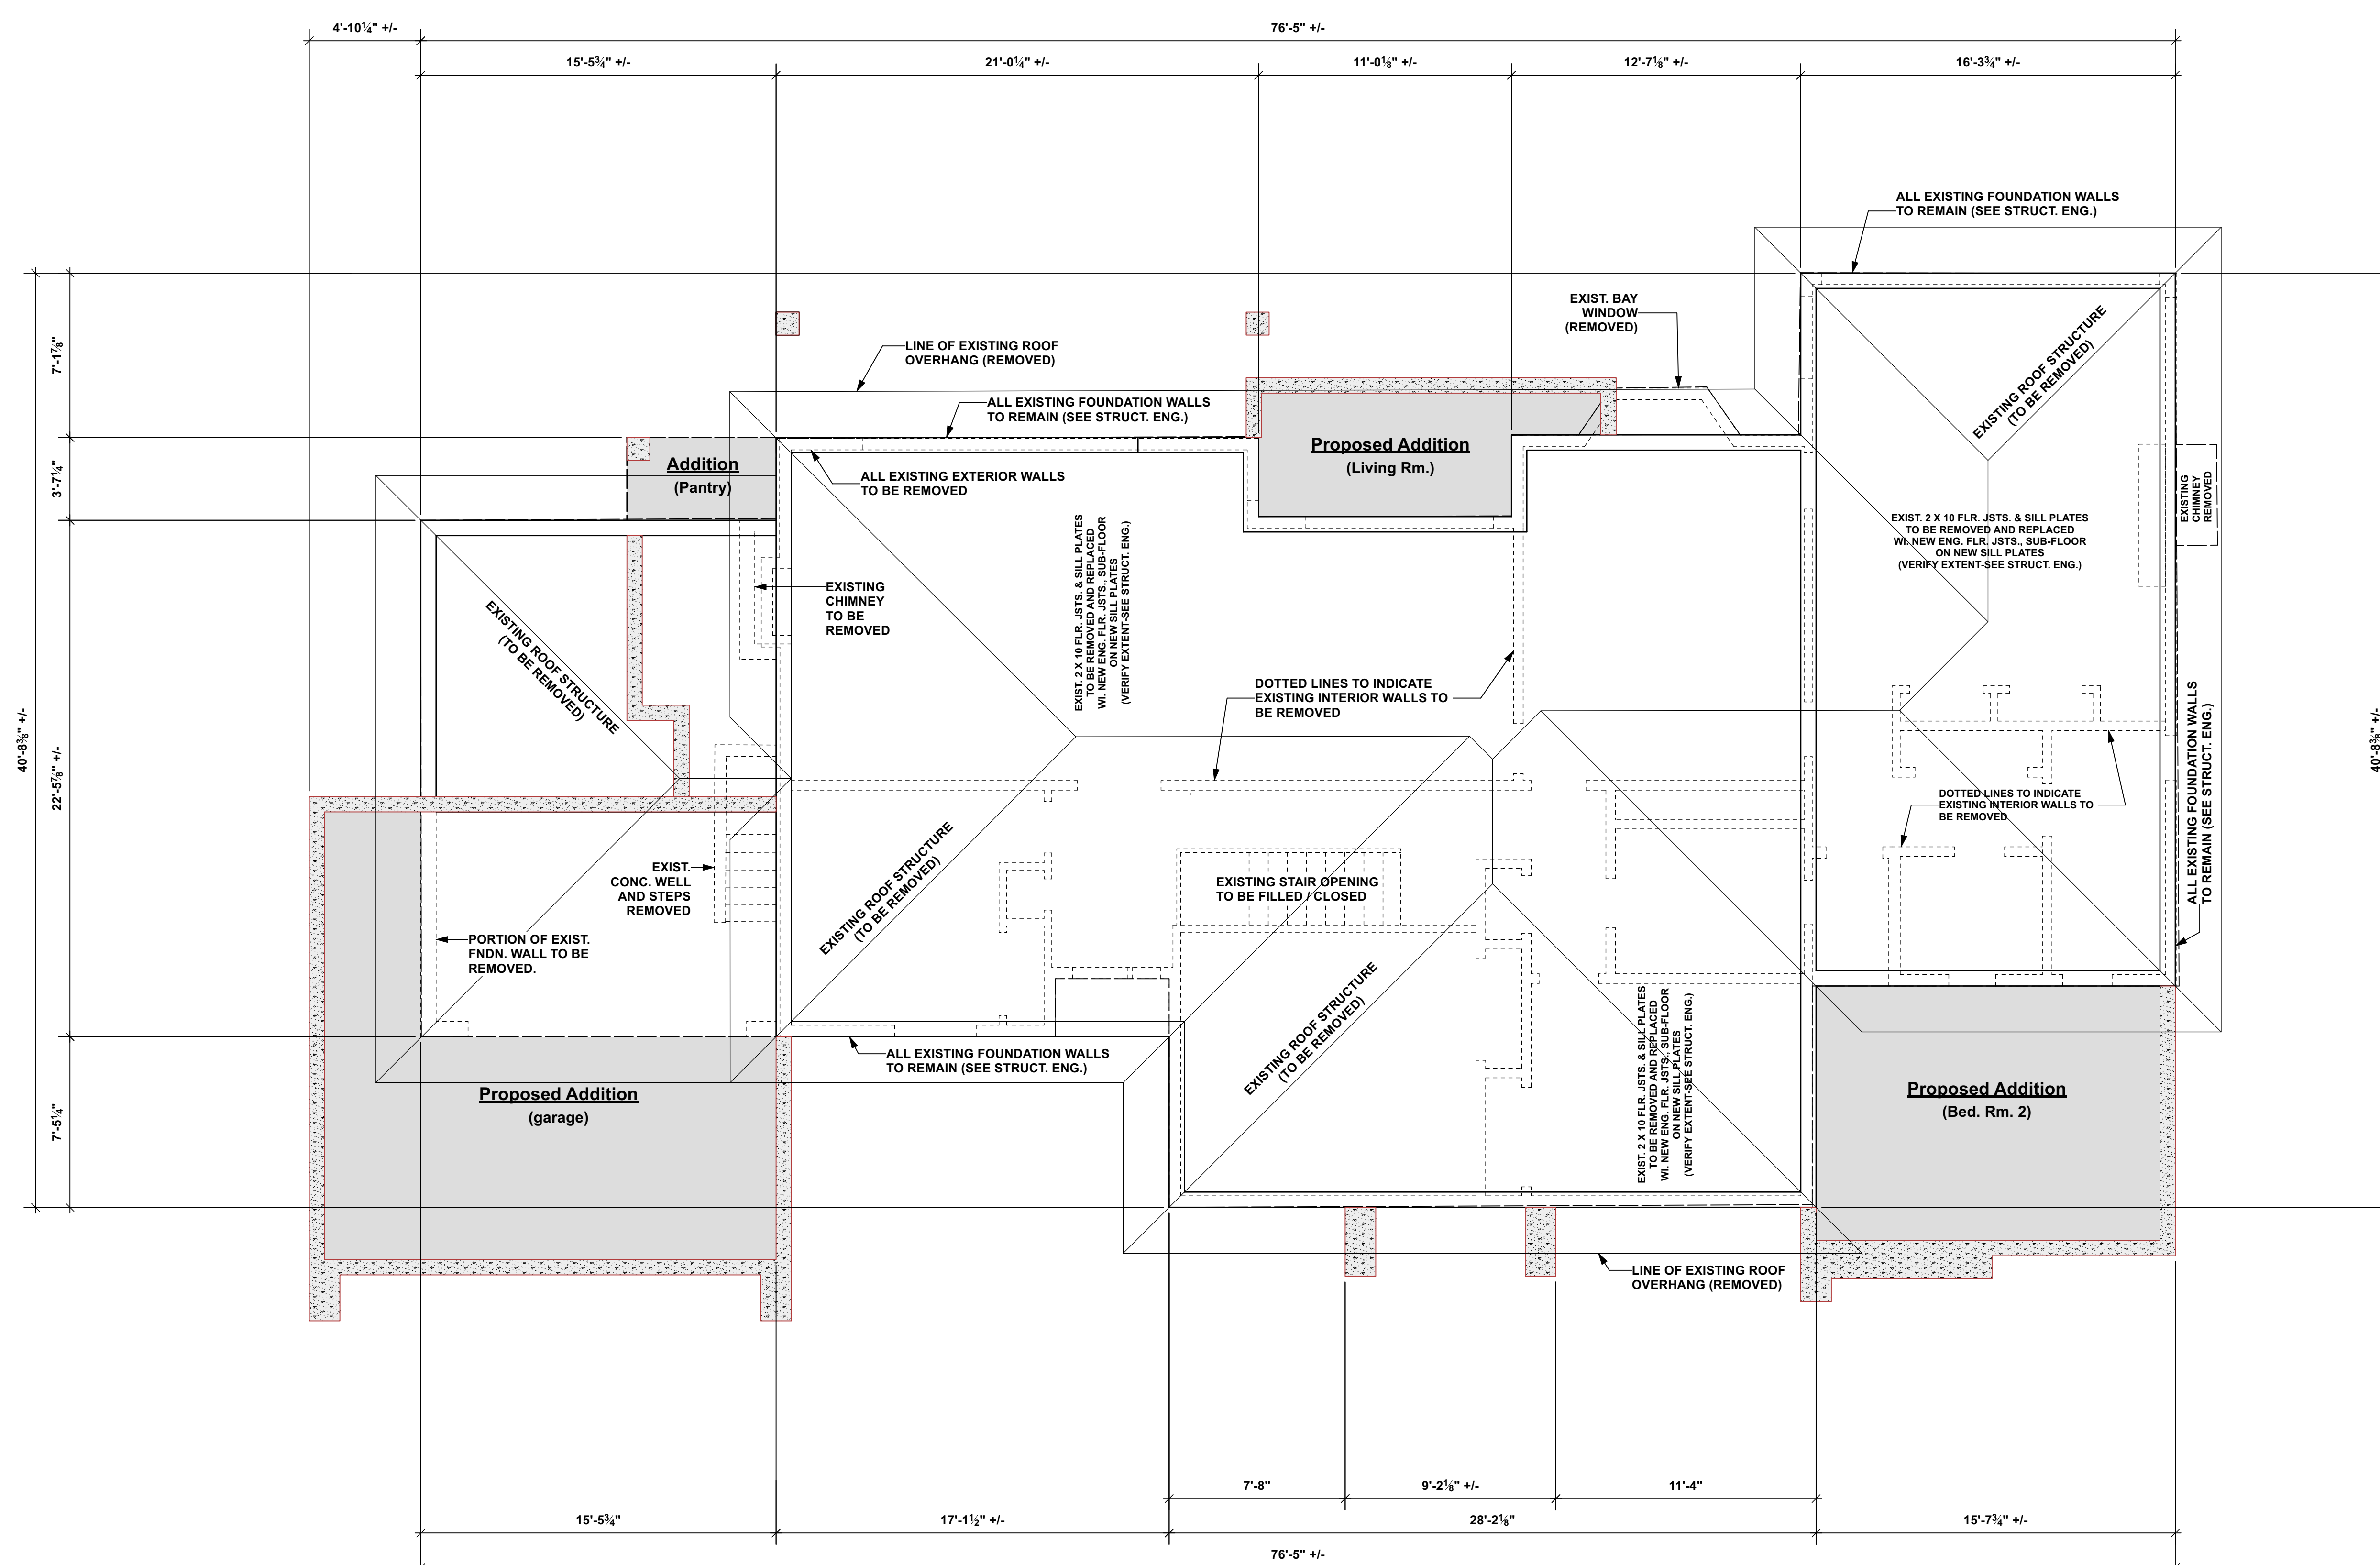 4'-10¼" +/-
76'-5" +/-
15'-5¾" +/-
21'-0¼" +/-
11'-0⅛" +/-
12'-7⅛" +/-
16'-3¾" +/-
ALL EXISTING FOUNDATION WALLS
TO REMAIN (SEE STRUCT. ENG.)
EXIST. BAY
WINDOW
(REMOVED)
LINE OF EXISTING ROOF
OVERHANG (REMOVED)
EXISTING ROOF STRUCTURE
(TO BE REMOVED)
7'-1⅞"
ALL EXISTING FOUNDATION WALLS
TO REMAIN (SEE STRUCT. ENG.)
Proposed Addition
(Living Rm.)
Addition
(Pantry)
3'-7¼"
ALL EXISTING EXTERIOR WALLS
TO BE REMOVED
EXISTING
CHIMNEY
REMOVED
EXIST. 2 X 10 FLR. JSTS. & SILL PLATES
TO BE REMOVED AND REPLACED
W/. NEW ENG. FLR. JSTS., SUB-FLOOR
ON NEW SILL PLATES
(VERIFY EXTENT-SEE STRUCT. ENG.)
EXIST. 2 X 10 FLR. JSTS. & SILL PLATES
TO BE REMOVED AND REPLACED
W/. NEW ENG. FLR. JSTS., SUB-FLOOR
ON NEW SILL PLATES
(VERIFY EXTENT-SEE STRUCT. ENG.)
EXISTING
CHIMNEY
TO BE
REMOVED
EXISTING ROOF STRUCTURE
(TO BE REMOVED)
DOTTED LINES TO INDICATE
EXISTING INTERIOR WALLS TO
BE REMOVED
40'-8⅜" +/-
22'-5⅞" +/-
40'-8⅜" +/-
DOTTED LINES TO INDICATE
EXISTING INTERIOR WALLS TO
BE REMOVED
ALL EXISTING FOUNDATION WALLS
TO REMAIN (SEE STRUCT. ENG.)
EXISTING ROOF STRUCTURE
(TO BE REMOVED)
EXIST.
CONC. WELL
AND STEPS
REMOVED
EXISTING STAIR OPENING
TO BE FILLED / CLOSED
PORTION OF EXIST.
FNDN. WALL TO BE
REMOVED.
EXISTING ROOF STRUCTURE
(TO BE REMOVED)
EXIST. 2 X 10 FLR. JSTS. & SILL PLATES
TO BE REMOVED AND REPLACED
W/. NEW ENG. FLR. JSTS., SUB-FLOOR
ON NEW SILL PLATES
(VERIFY EXTENT-SEE STRUCT. ENG.)
ALL EXISTING FOUNDATION WALLS
TO REMAIN (SEE STRUCT. ENG.)
Proposed Addition
(garage)
Proposed Addition
(Bed. Rm. 2)
7'-5¼"
LINE OF EXISTING ROOF
OVERHANG (REMOVED)
7'-8"
9'-2⅛" +/-
11'-4"
15'-5¾"
17'-1½" +/-
28'-2⅛"
15'-7¾" +/-
76'-5" +/-